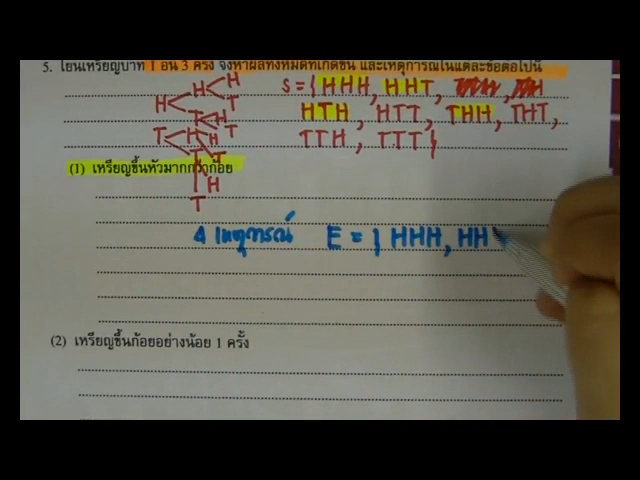 5. โยนเหรียญบาท 1 อัน 3 ครั้ง จงหาผลทั้งหมดที่เกิดขึ้น และเหตุการณ์ในแต่ละข้อต่อไปนี้
S = { HHH, HHT,
HTH, HTT, THH, THT,
TTH, TTT }
H H H
H T
T H
T H H T
T T
H
T
(1) เหรียญขึ้นหัวมากกว่าก้อย
4 เหตุการณ์ E = { HHH, HH
(2) เหรียญขึ้นก้อยอย่างน้อย 1 ครั้ง